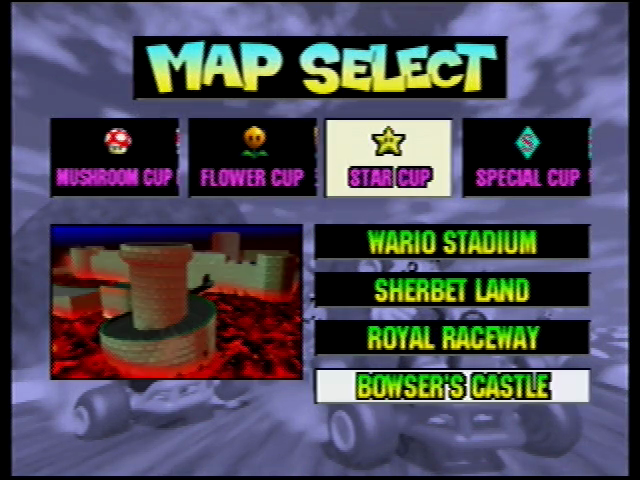 MAP SELECT
MUSHROOM CUP FLOWER CUP STAR CUP SPECIAL CUP
WARIO STADIUM
SHERBET LAND
ROYAL RACEWAY
BOWSER'S CASTLE